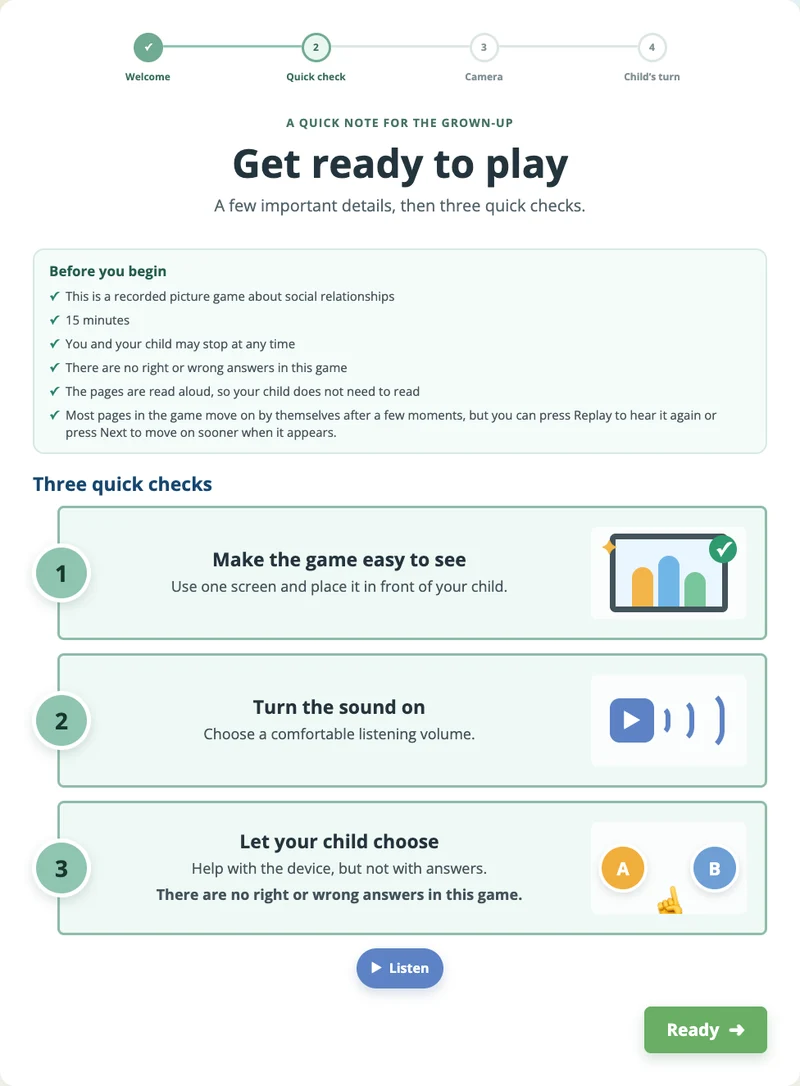 ✓ 2 3 4
Welcome Quick check Camera Child's turn
A QUICK NOTE FOR THE GROWN-UP
Get ready to play
A few important details, then three quick checks.
Before you begin
✓ This is a recorded picture game about social relationships
✓ 15 minutes
✓ You and your child may stop at any time
✓ There are no right or wrong answers in this game
✓ The pages are read aloud, so your child does not need to read
✓ Most pages in the game move on by themselves after a few moments, but you can press Replay to hear it again or
press Next to move on sooner when it appears.
Three quick checks
1
Make the game easy to see
Use one screen and place it in front of your child.
2
Turn the sound on
Choose a comfortable listening volume.
3
Let your child choose
Help with the device, but not with answers.
There are no right or wrong answers in this game.
A B
▶ Listen
Ready ➜